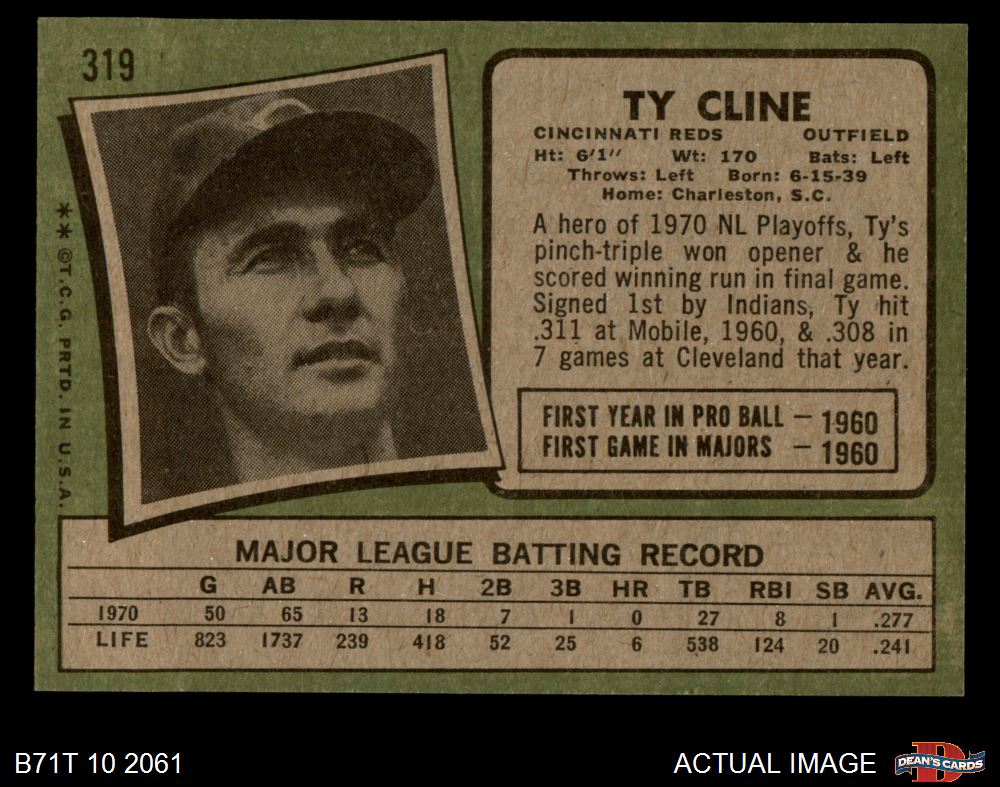 319
TY CLINE
CINCINNATI REDS OUTFIELD
Ht: 6'1" Wt: 170 Bats: Left
Throws: Left Born: 6-15-39
Home: Charleston, S.C.
A hero of 1970 NL Playoffs, Ty's
pinch-triple won opener & he
scored winning run in final game.
Signed 1st by Indians, Ty hit
.311 at Mobile, 1960, & .308 in
7 games at Cleveland that year.
FIRST YEAR IN PRO BALL — 1960
FIRST GAME IN MAJORS — 1960
** ©T.C.G. PRTD. IN U.S.A.
MAJOR LEAGUE BATTING RECORD
G AB R H 2B 3B HR TB RBI SB AVG.
1970 50 65 13 18 7 1 0 27 8 1 .277
LIFE 823 1737 239 418 52 25 6 538 124 20 .241
B71T 10 2061
ACTUAL IMAGE
DEAN'S CARDS